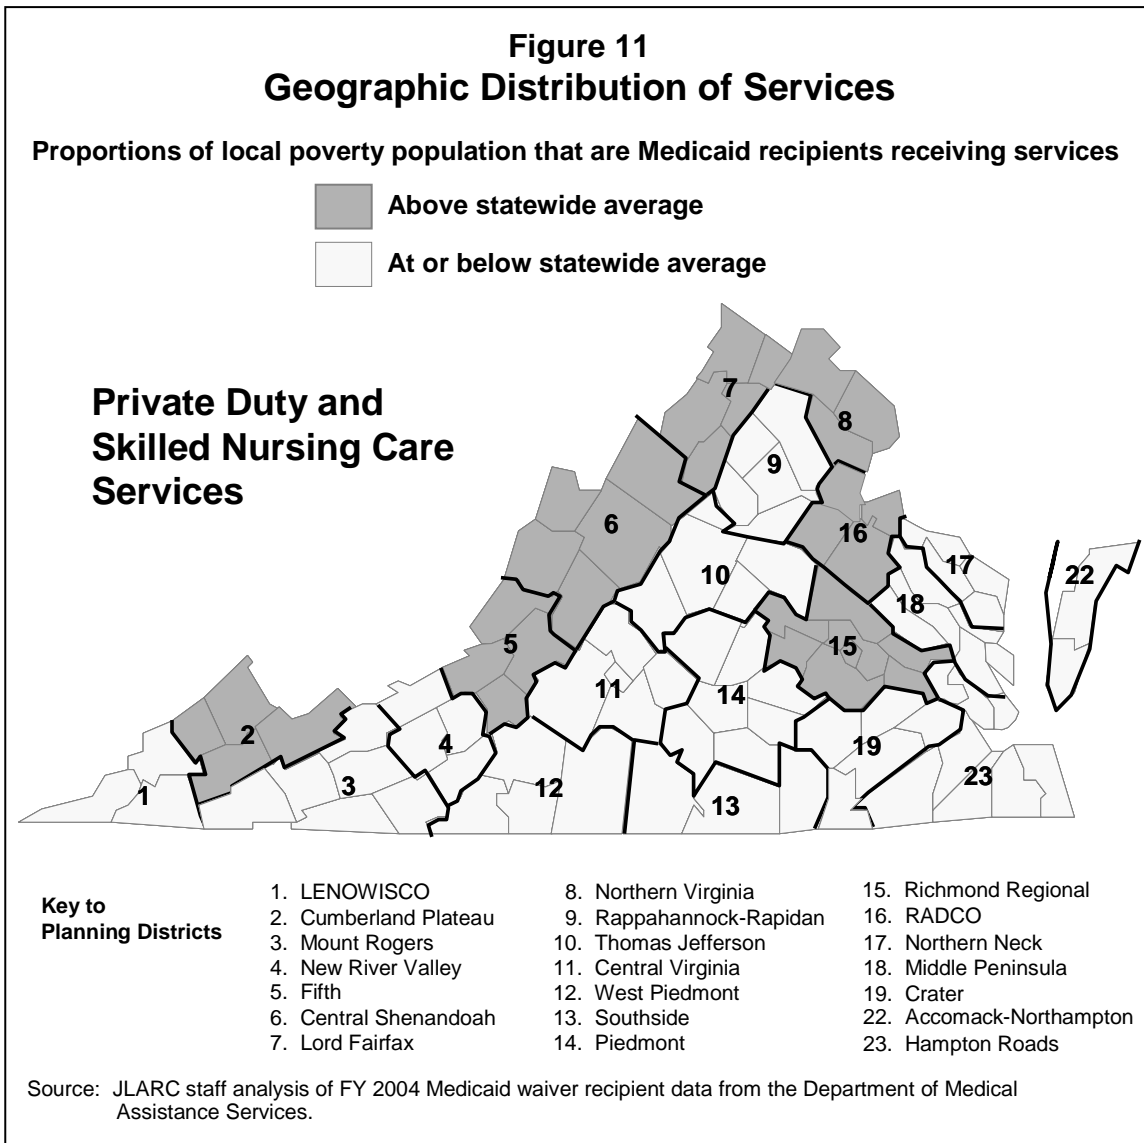 Figure 11
Geographic Distribution of Services
Proportions of local poverty population that are Medicaid recipients receiving services
Above statewide average
At or below statewide average
Private Duty and
Skilled Nursing Care
Services
7
8
9
6
16
17
22
10
18
5
15
11
14
2
4
19
3
1
12
13
23
Key to
Planning Districts
1. LENOWISCO
2. Cumberland Plateau
3. Mount Rogers
4. New River Valley
5. Fifth
6. Central Shenandoah
7. Lord Fairfax
8. Northern Virginia
9. Rappahannock-Rapidan
10. Thomas Jefferson
11. Central Virginia
12. West Piedmont
13. Southside
14. Piedmont
15. Richmond Regional
16. RADCO
17. Northern Neck
18. Middle Peninsula
19. Crater
22. Accomack-Northampton
23. Hampton Roads
Source: JLARC staff analysis of FY 2004 Medicaid waiver recipient data from the Department of Medical
Assistance Services.